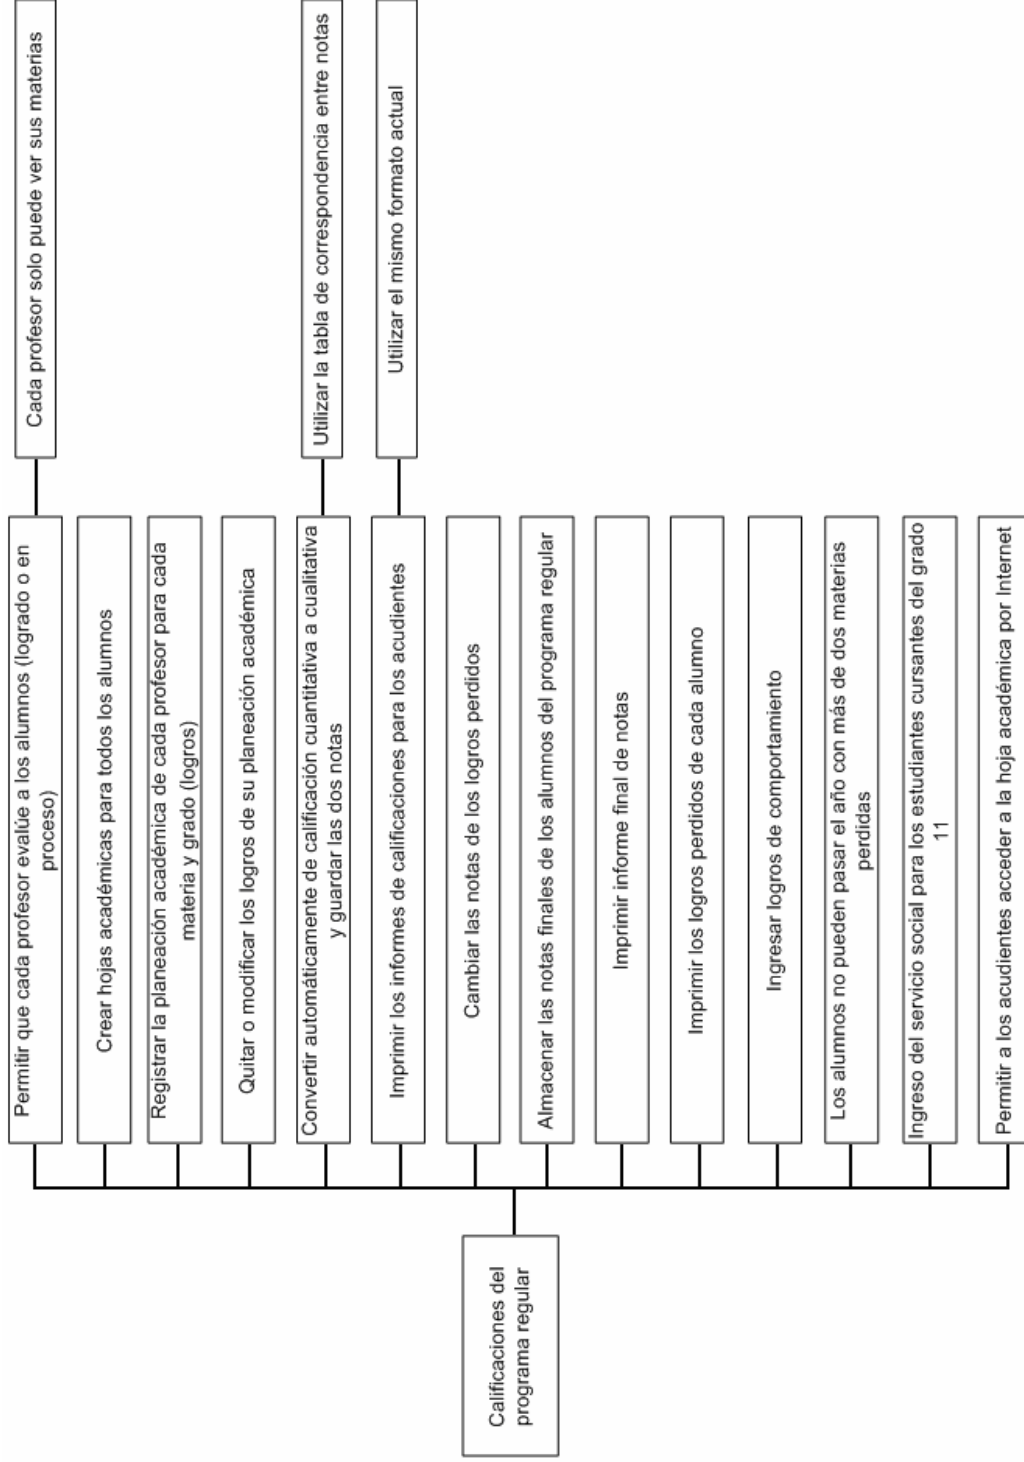 Calificaciones del
programa regular
Permitir que cada profesor evalúe a los alumnos (logrado o en
proceso)
Cada profesor solo puede ver sus materias
Crear hojas académicas para todos los alumnos
Registrar la planeación académica de cada profesor para cada
materia y grado (logros)
Quitar o modificar los logros de su planeación académica
Convertir automáticamente de calificación cuantitativa a cualitativa
y guardar las dos notas
Utilizar la tabla de correspondencia entre notas
Imprimir los informes de calificaciones para los acudientes
Utilizar el mismo formato actual
Cambiar las notas de los logros perdidos
Almacenar las notas finales de los alumnos del programa regular
Imprimir informe final de notas
Imprimir los logros perdidos de cada alumno
Ingresar logros de comportamiento
Los alumnos no pueden pasar el año con más de dos materias
perdidas
Ingreso del servicio social para los estudiantes cursantes del grado
11
Permitir a los acudientes acceder a la hoja académica por Internet